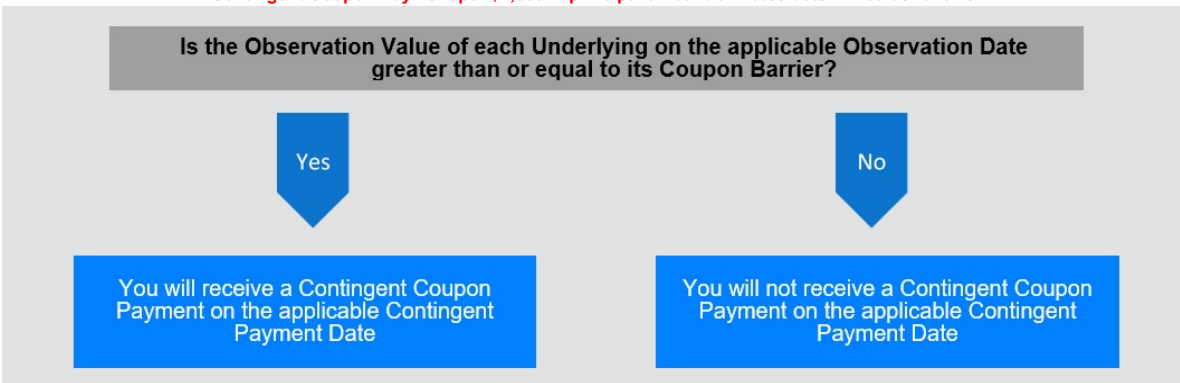 Is the Observation Value of each Underlying on the applicable Observation Date
greater than or equal to its Coupon Barrier?
Yes
No
You will receive a Contingent Coupon
Payment on the applicable Contingent
Payment Date
You will not receive a Contingent Coupon
Payment on the applicable Contingent
Payment Date